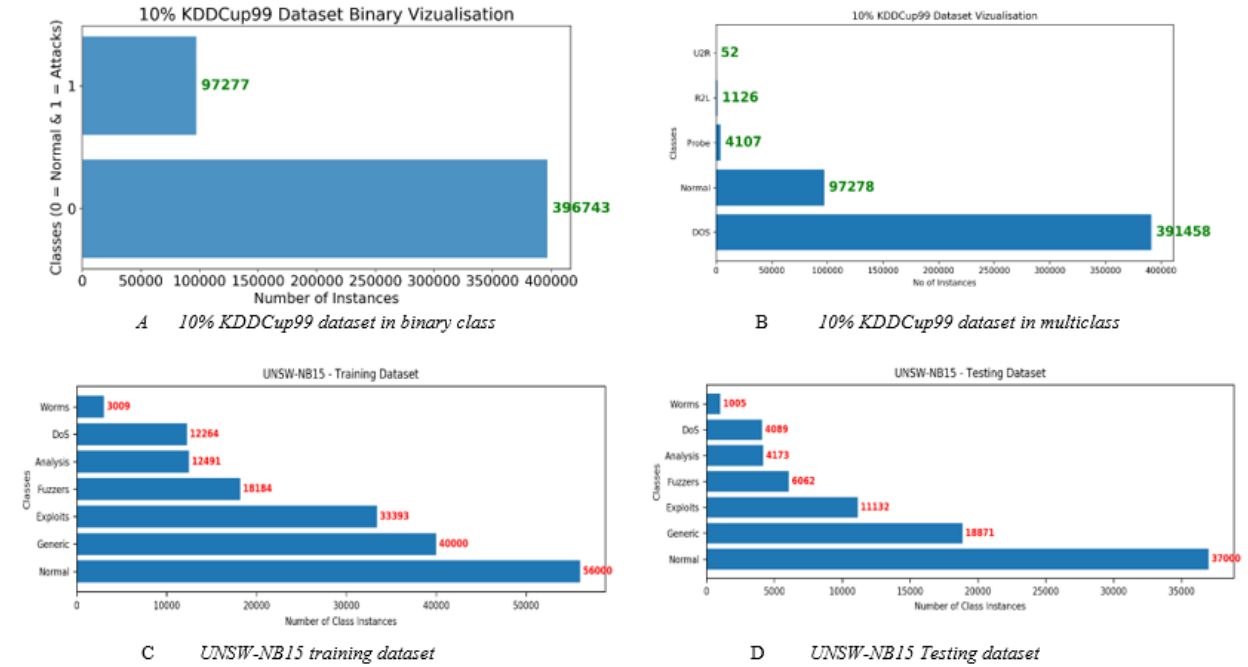 10% KDDCup99 Dataset Binary Vizualisation
Classes (0 = Normal & 1 = Attacks)
1
97277
0
396743
0 50000 100000 150000 200000 250000 300000 350000 400000
Number of Instances
A 10% KDDCup99 dataset in binary class
10% KDDCup99 Dataset Vizualisation
Classes
U2R 52
R2L 1126
Probe 4107
Normal 97278
DOS 391458
0 50000 100000 150000 200000 250000 300000 350000 400000
No of Instances
B 10% KDDCup99 dataset in multiclass
UNSW-NB15 - Training Dataset
Classes
Worms 3009
DoS 12264
Analysis 12491
Fuzzers 18184
Exploits 33393
Generic 40000
Normal 56000
0 10000 20000 30000 40000 50000
Number of Class Instances
C UNSW-NB15 training dataset
UNSW-NB15 - Testing Dataset
Classes
Worms 1005
DoS 4089
Analysis 4173
Fuzzers 6062
Exploits 11132
Generic 18871
Normal 37000
0 5000 10000 15000 20000 25000 30000 35000
Number of Class Instances
D UNSW-NB15 Testing dataset